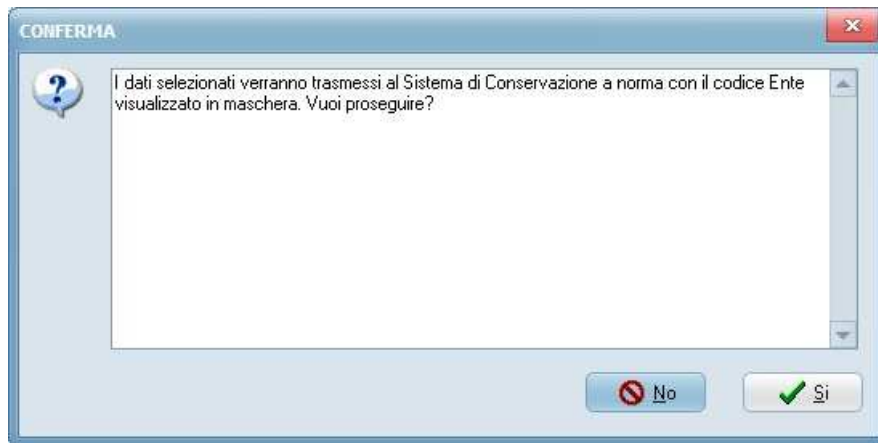 CONFERMA
I dati selezionati verranno trasmessi al Sistema di Conservazione a norma con il codice Ente
visualizzato in maschera. Vuoi proseguire?
No
Si